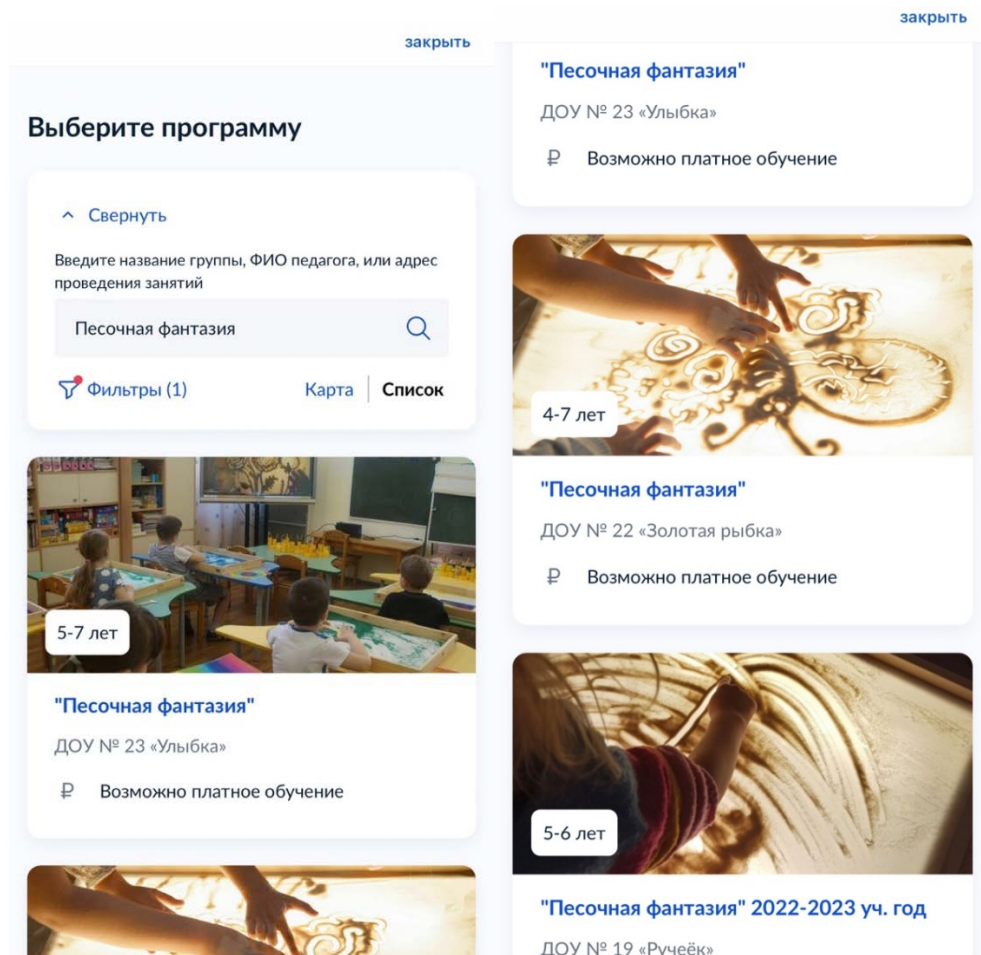 закрыть
Выберите программу
Свернуть
Введите название группы, ФИО педагога, или адрес
проведения занятий
Песочная фантазия
Фильтры (1)
Карта
Список
5-7 лет
"Песочная фантазия"
ДОУ № 23 «Улыбка»
₽ Возможно платное обучение
закрыть
"Песочная фантазия"
ДОУ № 23 «Улыбка»
₽ Возможно платное обучение
4-7 лет
"Песочная фантазия"
ДОУ № 22 «Золотая рыбка»
₽ Возможно платное обучение
5-6 лет
"Песочная фантазия" 2022-2023 уч. год
ДОУ № 19 «Ручеёк»